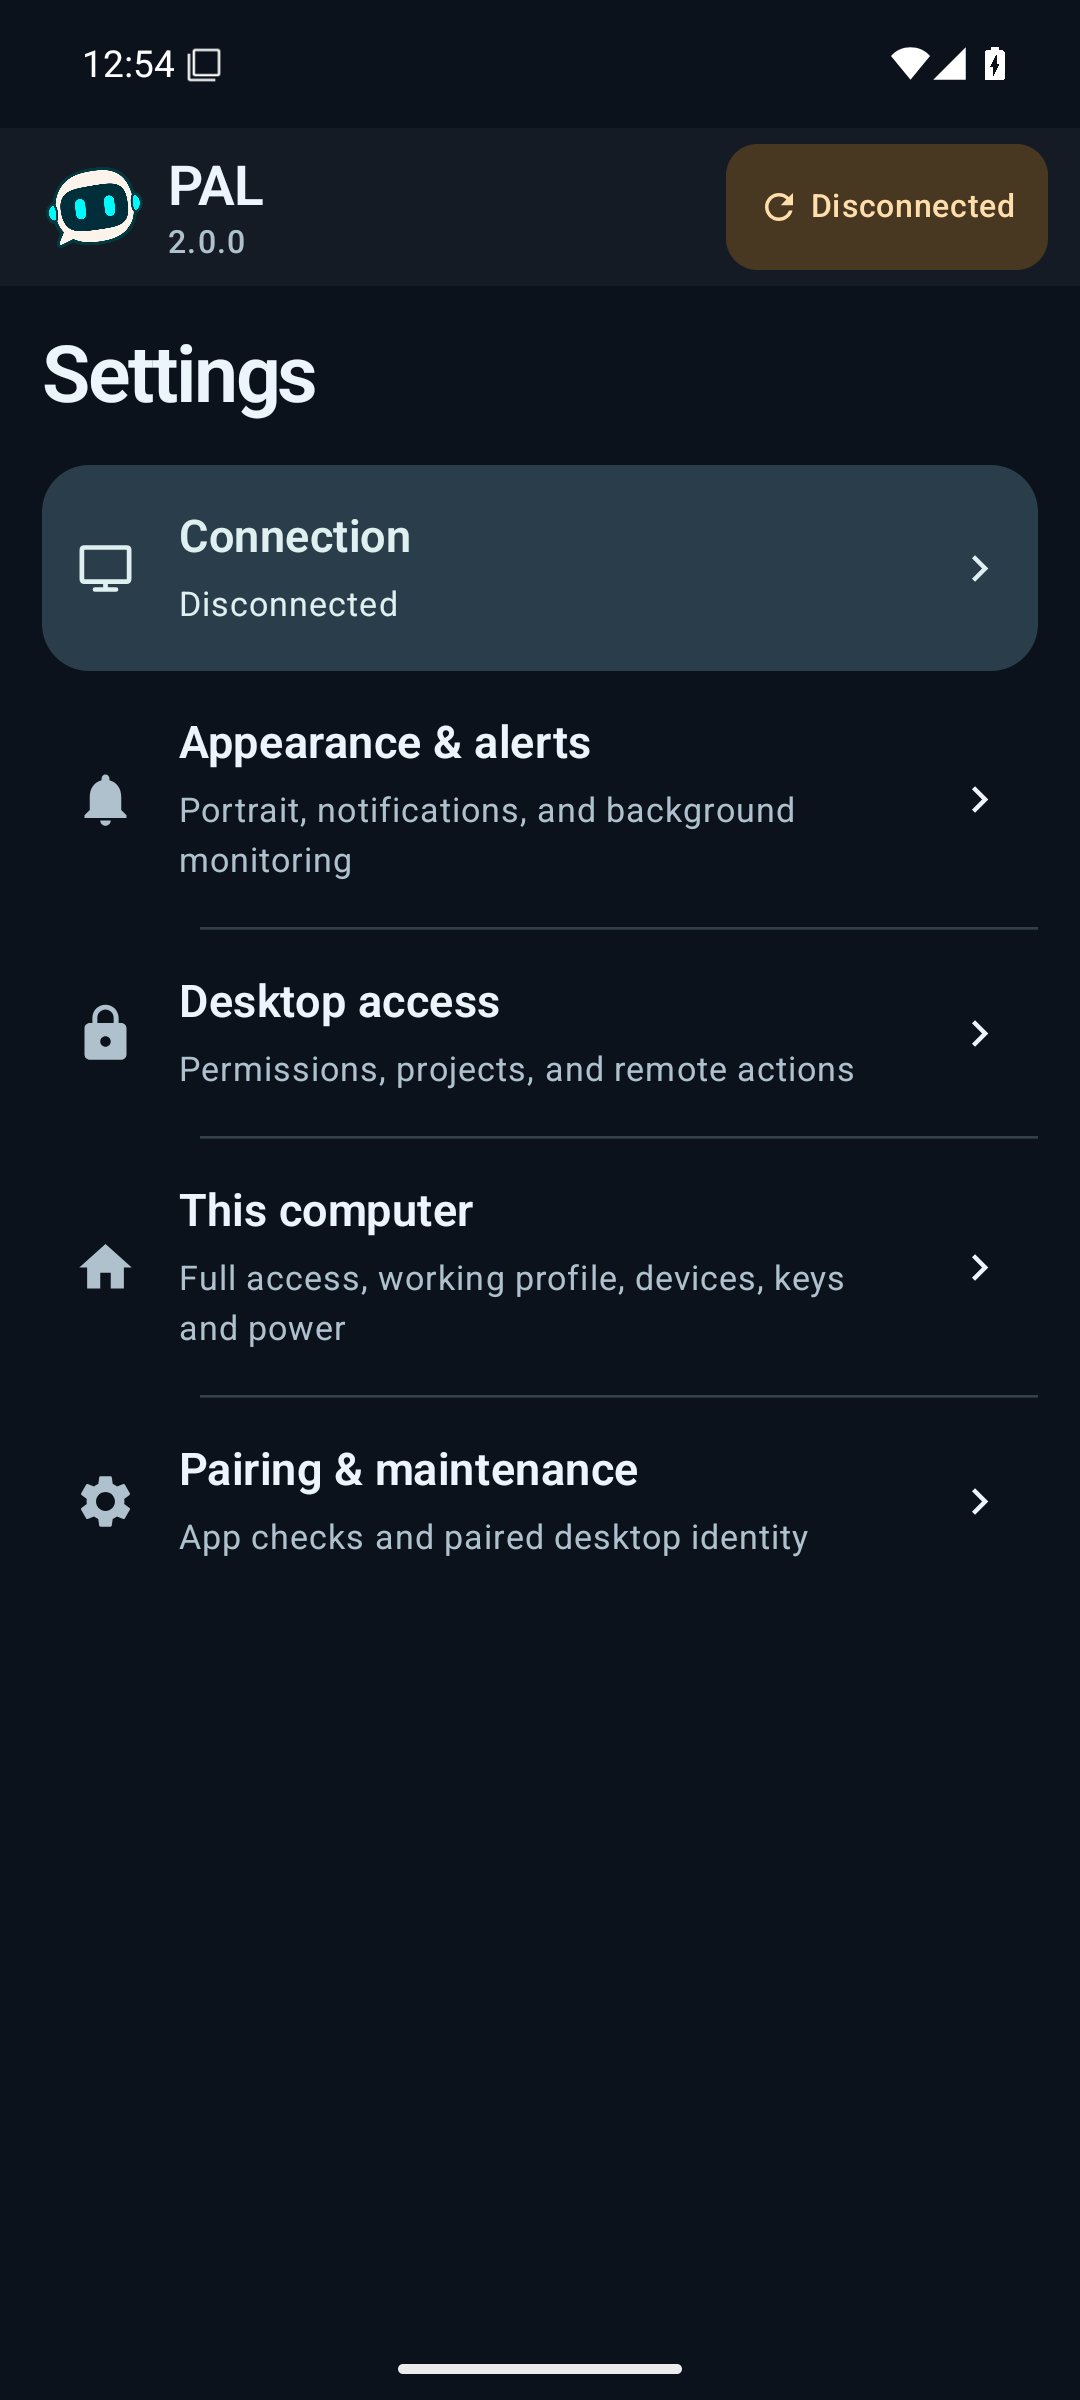 12:54
PAL
2.0.0
Disconnected
Settings
Connection
Disconnected
Appearance & alerts
Portrait, notifications, and background
monitoring
Desktop access
Permissions, projects, and remote actions
This computer
Full access, working profile, devices, keys
and power
Pairing & maintenance
App checks and paired desktop identity